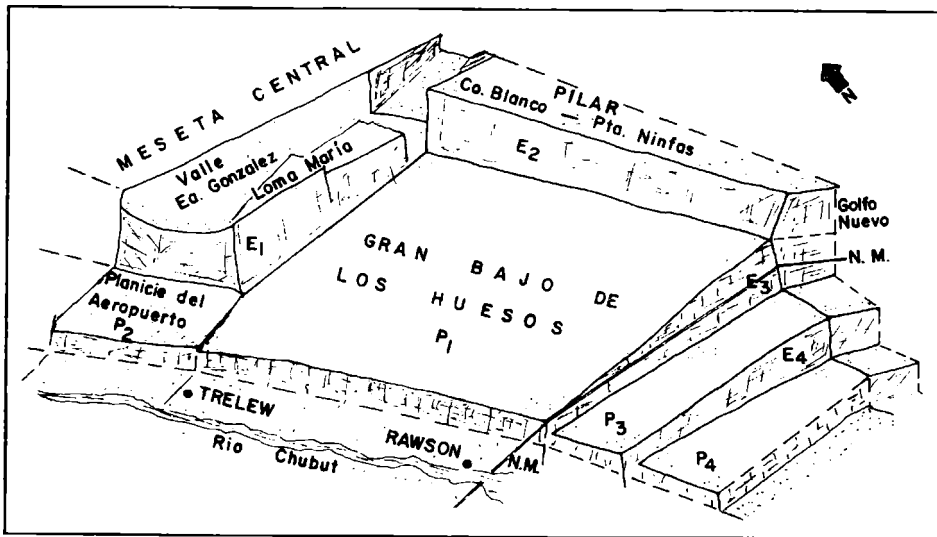 MESETA CENTRAL
N
PILAR
Co. Blanco — Pta. Ninfas
E2
Valle
Ea. Gonzalez
Loma María
E1
Golfo
Nuevo
N.M.
E3
GRAN BAJO DE
LOS HUESOS
P1
Planicie del
Aeropuerto
P2
E4
P3
P4
TRELEW
RAWSON
N.M.
Rio Chubut